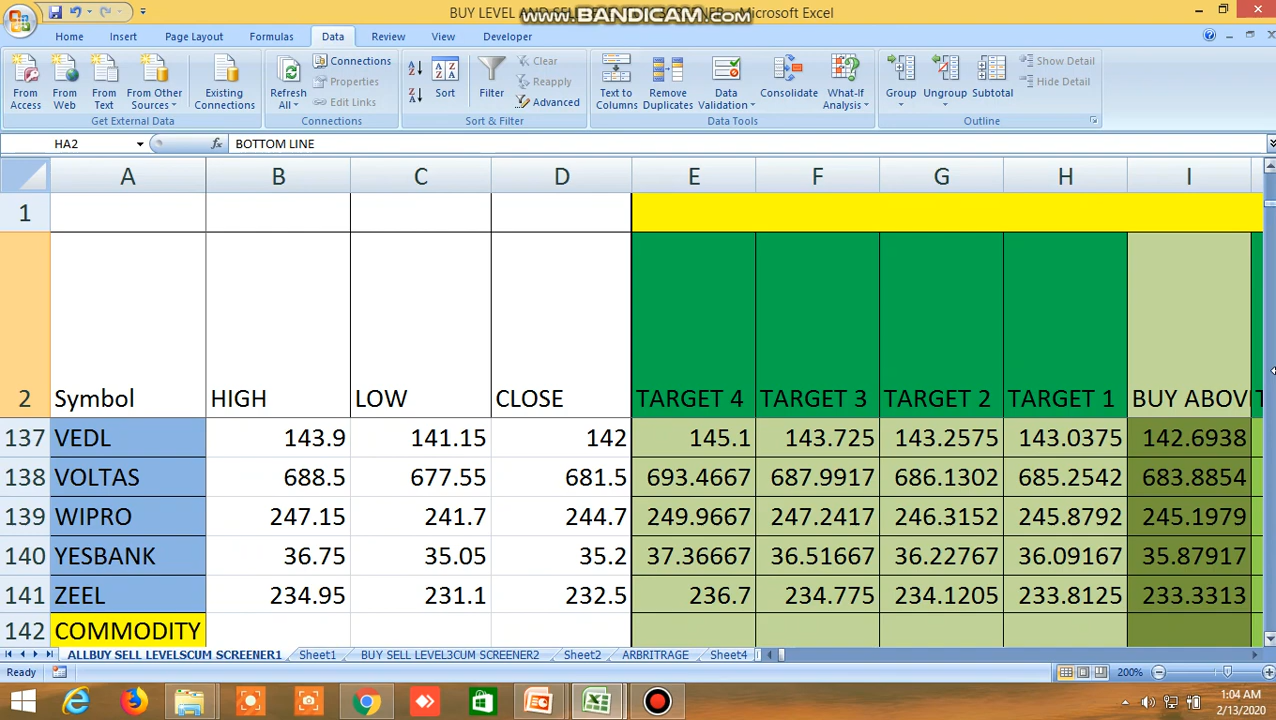 BUY LEVEL AND SEL
- Microsoft Excel
www.BANDICAM.com
Home Insert Page Layout Formulas Data Review View Developer
From Access
From Web
From Text
From Other Sources
Existing Connections
Get External Data
Refresh All
Connections
Properties
Edit Links
Connections
Sort
Filter
Clear
Reapply
Advanced
Sort & Filter
Text to Columns
Remove Duplicates
Data Validation
Consolidate
What-If Analysis
Data Tools
Group
Ungroup
Subtotal
Show Detail
Hide Detail
Outline
HA2 fx BOTTOM LINE
A B C D E F G H I
1
2 Symbol HIGH LOW CLOSE TARGET 4 TARGET 3 TARGET 2 TARGET 1 BUY ABOV T
137 VEDL 143.9 141.15 142 145.1 143.725 143.2575 143.0375 142.6938
138 VOLTAS 688.5 677.55 681.5 693.4667 687.9917 686.1302 685.2542 683.8854
139 WIPRO 247.15 241.7 244.7 249.9667 247.2417 246.3152 245.8792 245.1979
140 YESBANK 36.75 35.05 35.2 37.36667 36.51667 36.22767 36.09167 35.87917
141 ZEEL 234.95 231.1 232.5 236.7 234.775 234.1205 233.8125 233.3313
142 COMMODITY
ALLBUY SELL LEVELSCUM SCREENER1 Sheet1 BUY SELL LEVEL3CUM SCREENER2 Sheet2 ARBRITRAGE Sheet4
Ready 200%
1:04 AM
2/13/2020